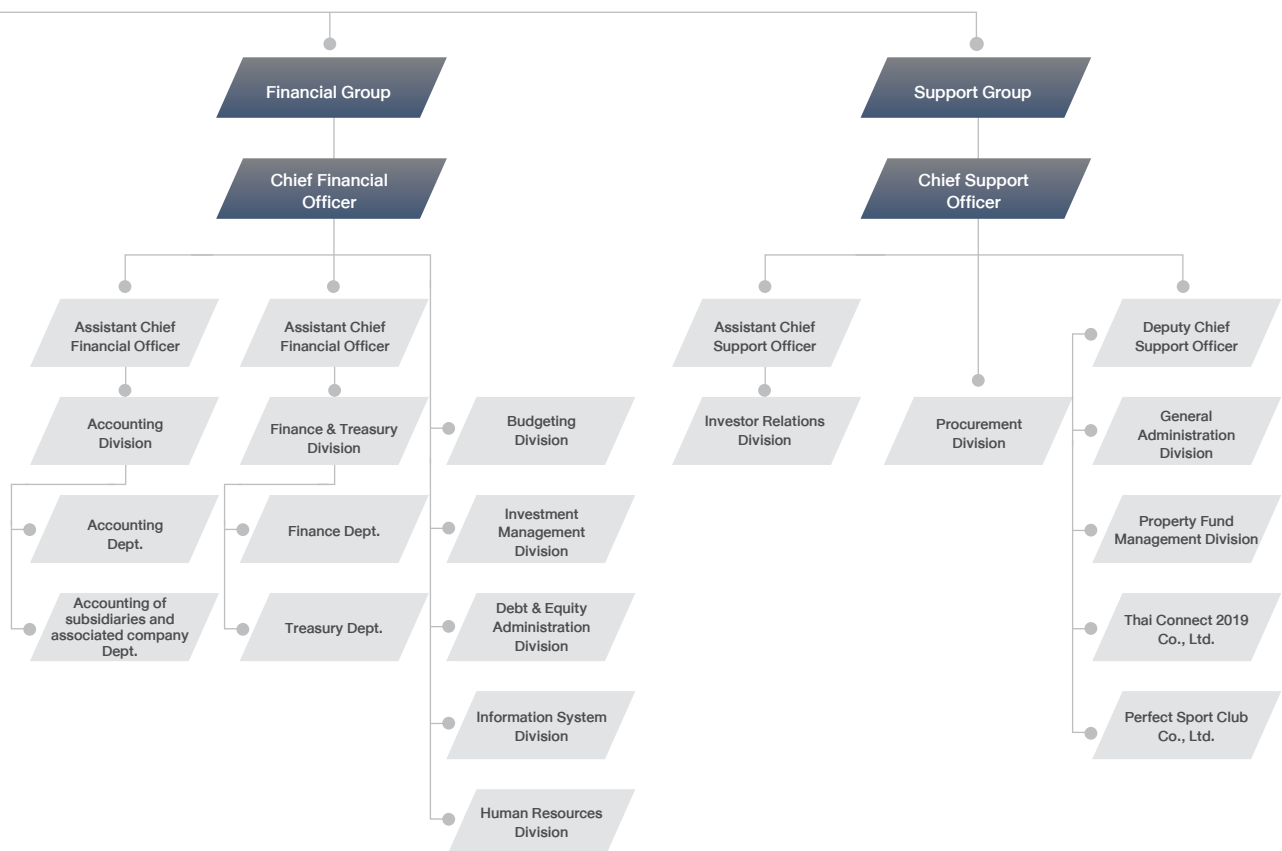 Financial Group
Support Group
Chief Financial
Officer
Chief Support
Officer
Assistant Chief
Financial Officer
Assistant Chief
Financial Officer
Assistant Chief
Support Officer
Deputy Chief
Support Officer
Accounting
Division
Finance & Treasury
Division
Budgeting
Division
Investor Relations
Division
Procurement
Division
General
Administration
Division
Accounting
Dept.
Finance Dept.
Investment
Management
Division
Property Fund
Management Division
Accounting of
subsidiaries and
associated company
Dept.
Treasury Dept.
Debt & Equity
Administration
Division
Thai Connect 2019
Co., Ltd.
Information System
Division
Perfect Sport Club
Co., Ltd.
Human Resources
Division